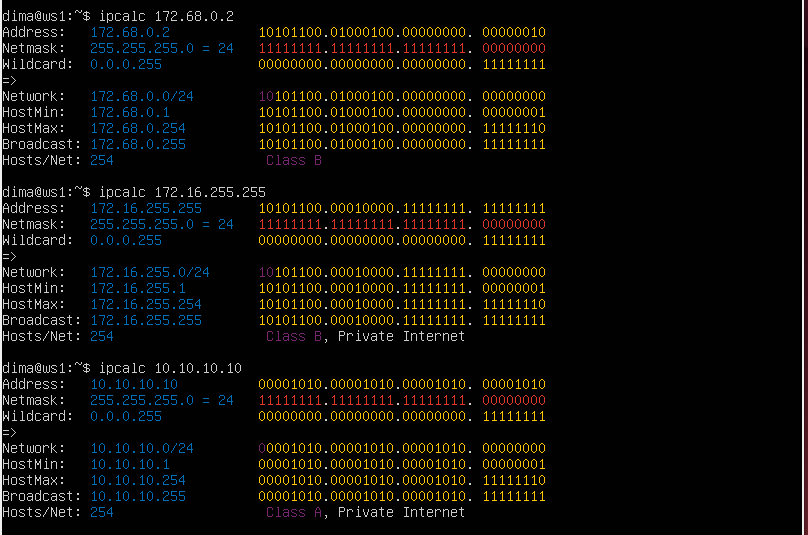 dima@ws1:~$ ipcalc 172.68.0.2
Address:   172.68.0.2           10101100.01000100.00000000. 00000010
Netmask:   255.255.255.0 = 24   11111111.11111111.11111111. 00000000
Wildcard:  0.0.0.255            00000000.00000000.00000000. 11111111
=>
Network:   172.68.0.0/24        10101100.01000100.00000000. 00000000
HostMin:   172.68.0.1           10101100.01000100.00000000. 00000001
HostMax:   172.68.0.254         10101100.01000100.00000000. 11111110
Broadcast: 172.68.0.255         10101100.01000100.00000000. 11111111
Hosts/Net: 254                   Class B
dima@ws1:~$ ipcalc 172.16.255.255
Address:   172.16.255.255       10101100.00010000.11111111. 11111111
Netmask:   255.255.255.0 = 24   11111111.11111111.11111111. 00000000
Wildcard:  0.0.0.255            00000000.00000000.00000000. 11111111
=>
Network:   172.16.255.0/24      10101100.00010000.11111111. 00000000
HostMin:   172.16.255.1         10101100.00010000.11111111. 00000001
HostMax:   172.16.255.254       10101100.00010000.11111111. 11111110
Broadcast: 172.16.255.255       10101100.00010000.11111111. 11111111
Hosts/Net: 254                   Class B, Private Internet
dima@ws1:~$ ipcalc 10.10.10.10
Address:   10.10.10.10          00001010.00001010.00001010. 00001010
Netmask:   255.255.255.0 = 24   11111111.11111111.11111111. 00000000
Wildcard:  0.0.0.255            00000000.00000000.00000000. 11111111
=>
Network:   10.10.10.0/24        00001010.00001010.00001010. 00000000
HostMin:   10.10.10.1           00001010.00001010.00001010. 00000001
HostMax:   10.10.10.254         00001010.00001010.00001010. 11111110
Broadcast: 10.10.10.255         00001010.00001010.00001010. 11111111
Hosts/Net: 254                   Class A, Private Internet